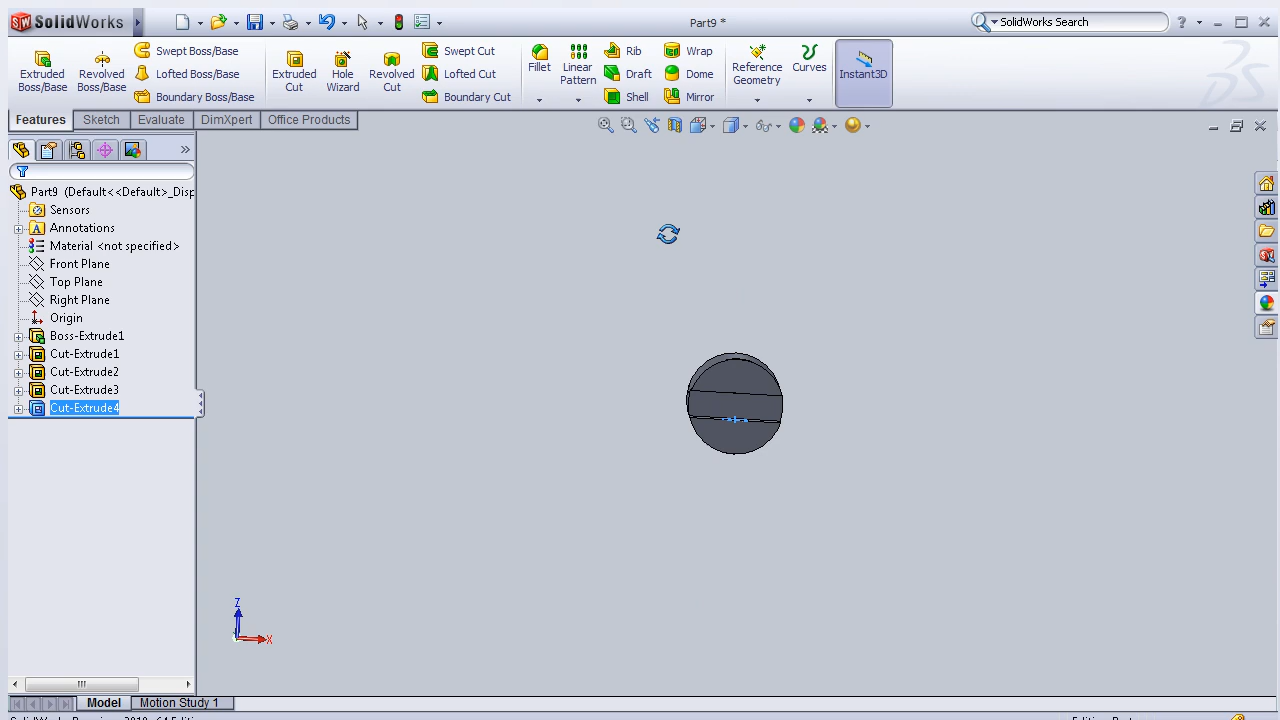 SolidWorks
Part9 *
SolidWorks Search
?
Extruded Boss/Base
Revolved Boss/Base
Swept Boss/Base
Lofted Boss/Base
Boundary Boss/Base
Extruded Cut
Hole Wizard
Revolved Cut
Swept Cut
Lofted Cut
Boundary Cut
Fillet
Linear Pattern
Rib
Draft
Shell
Wrap
Dome
Mirror
Reference Geometry
Curves
Instant3D
Features
Sketch
Evaluate
DimXpert
Office Products
Part9 (Default<<Default>_Disp
Sensors
Annotations
Material <not specified>
Front Plane
Top Plane
Right Plane
Origin
Boss-Extrude1
Cut-Extrude1
Cut-Extrude2
Cut-Extrude3
Cut-Extrude4
Z
X
Model
Motion Study 1